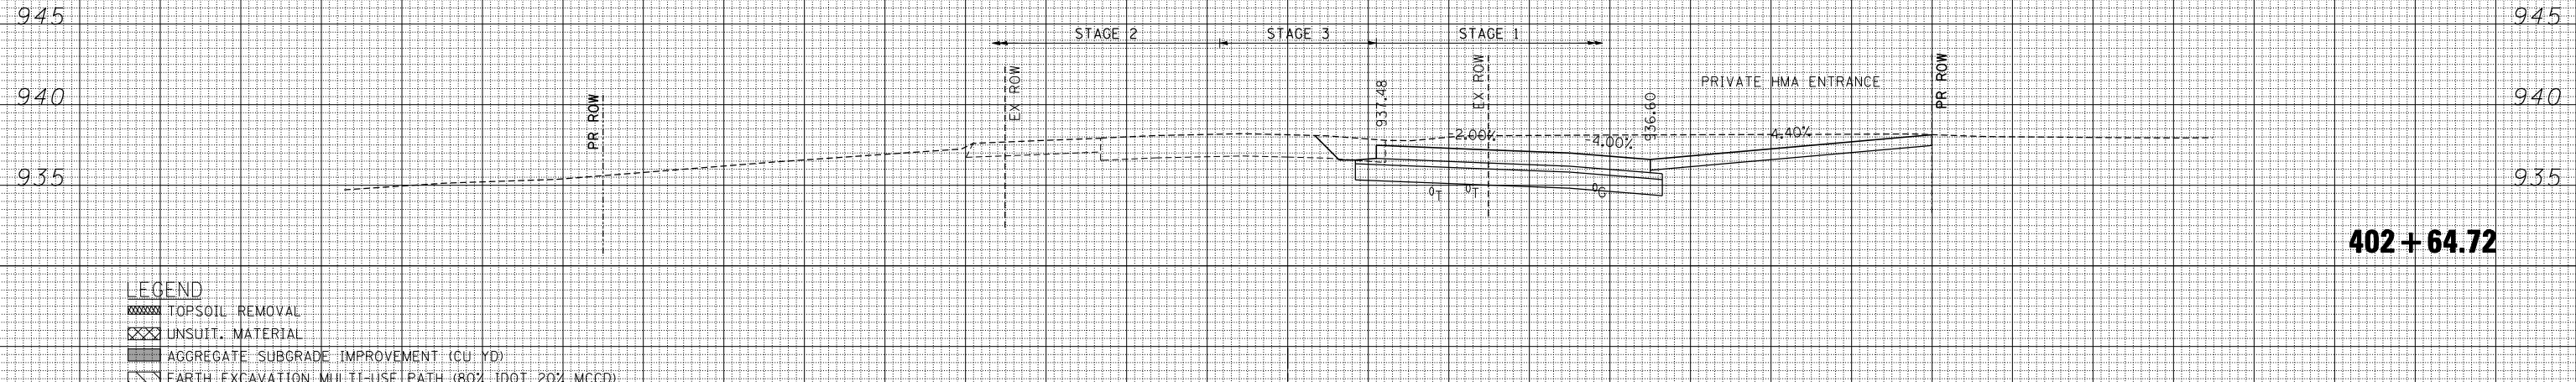 945
945
STAGE 2
STAGE 3
STAGE 1
EX ROW
EX ROW
PR ROW
PR ROW
937.48
936.60
PRIVATE HMA ENTRANCE
940
940
-2.00%
-4.00%
4.40%
935
935
T
T
G
402+64.72
LEGEND
TOPSOIL REMOVAL
UNSUIT. MATERIAL
AGGREGATE SUBGRADE IMPROVEMENT (CU YD)
EARTH EXCAVATION MULTI-USE PATH (80% IDOT 20% MCCD)